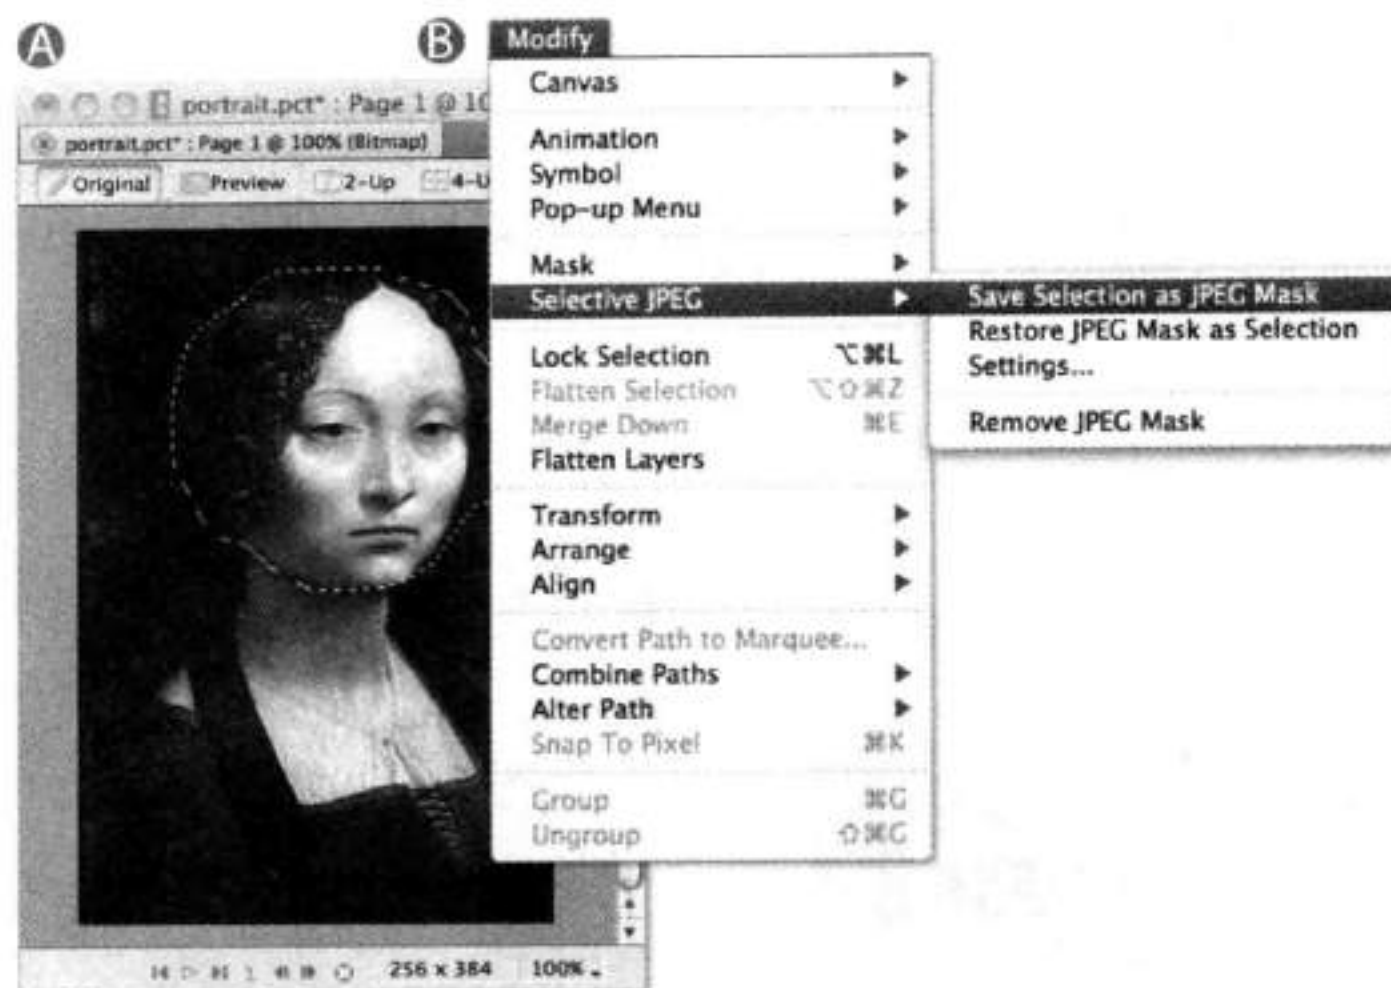 A
B
portrait.pct* : Page 1 @ 10
portrait.pct* : Page 1 @ 100% (Bitmap)
Original Preview 2-Up 4-U
256 x 384 100%
Modify
Canvas
Animation
Symbol
Pop-up Menu
Mask
Selective JPEG
Lock Selection ⌥⌘L
Flatten Selection ⌥⇧⌘Z
Merge Down ⌘E
Flatten Layers
Transform
Arrange
Align
Convert Path to Marquee...
Combine Paths
Alter Path
Snap To Pixel ⌘K
Group ⌘G
Ungroup ⇧⌘G
Save Selection as JPEG Mask
Restore JPEG Mask as Selection
Settings...
Remove JPEG Mask